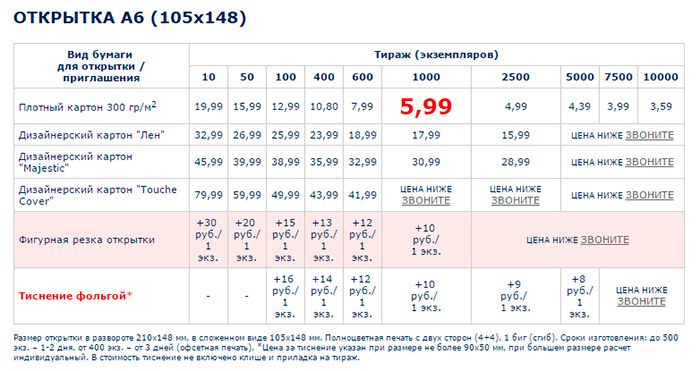 ОТКРЫТКА А6 (105x148)
Вид бумаги
для открытки /
приглашения
Тираж (экземпляров)
10 50 100 400 600 1000 2500 5000 7500 10000
Плотный картон 300 гр/м2 19,99 15,99 12,99 10,80 7,99 5,99 4,99 4,39 3,99 3,59
Дизайнерский картон "Лен" 32,99 26,99 25,99 23,99 18,99 17,99 15,99 ЦЕНА НИЖЕ ЗВОНИТЕ
Дизайнерский картон
"Majestic" 45,99 39,99 38,99 35,99 32,99 30,99 28,99 ЦЕНА НИЖЕ ЗВОНИТЕ
Дизайнерский картон "Touche
Cover" 79,99 59,99 49,99 43,99 41,99 ЦЕНА НИЖЕ ЗВОНИТЕ ЦЕНА НИЖЕ ЗВОНИТЕ ЦЕНА НИЖЕ ЗВОНИТЕ
Фигурная резка открытки +30 руб./ 1 экз. +20 руб./ 1 экз. +15 руб./ 1 экз. +13 руб./ 1 экз. +12 руб./ 1 экз. +10 руб./ 1 экз. ЦЕНА НИЖЕ ЗВОНИТЕ
Тиснение фольгой* - - +16 руб./ 1 экз. +14 руб./ 1 экз. +12 руб./ 1 экз. +10 руб./ 1 экз. +9 руб./ 1 экз. +8 руб./ 1 экз. ЦЕНА НИЖЕ ЗВОНИТЕ
Размер открытки в развороте 210x148 мм, в сложенном виде 105x148 мм. Полноцветная печать с двух сторон (4+4). 1 биг (сгиб). Сроки изготовления: до 500
экз. – 1-2 дня, от 400 экз. – от 3 дней (офсетная печать). *Цена за тиснение указан при размере не более 90x50 мм, при большем размере расчет
индивидуальный. В стоимость тиснение не включено клише и приладка на тираж.